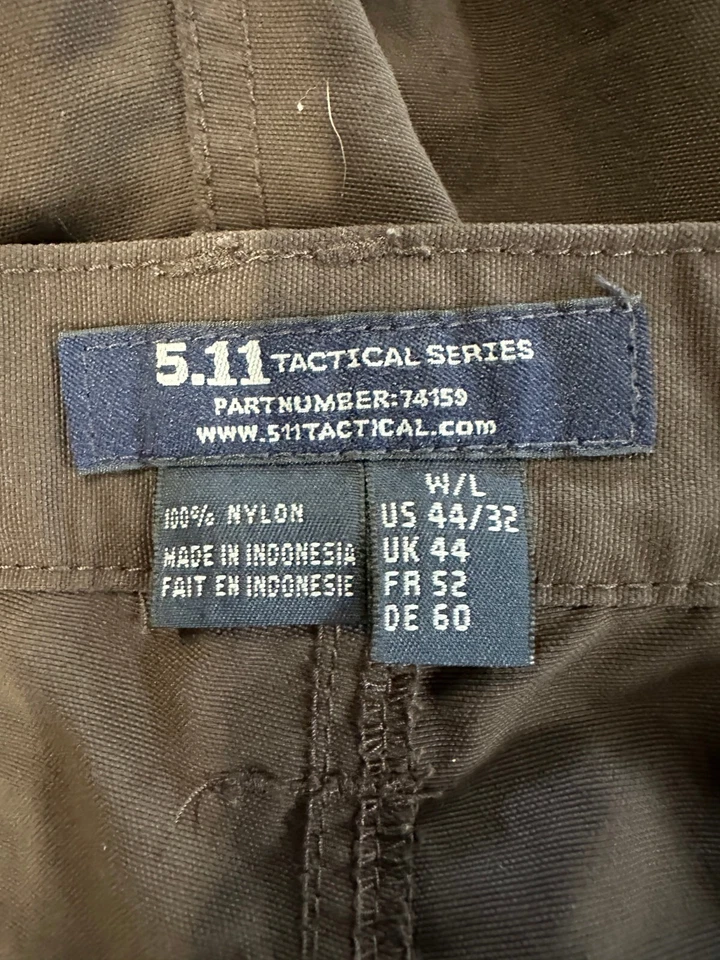 5.11 TACTICAL SERIES
PARTNUMBER:74159
WWW.511TACTICAL.com
100% NYLON
MADE IN INDONESIA
FAIT EN INDONESIE
W/L
US 44/32
UK 44
FR 52
DE 60